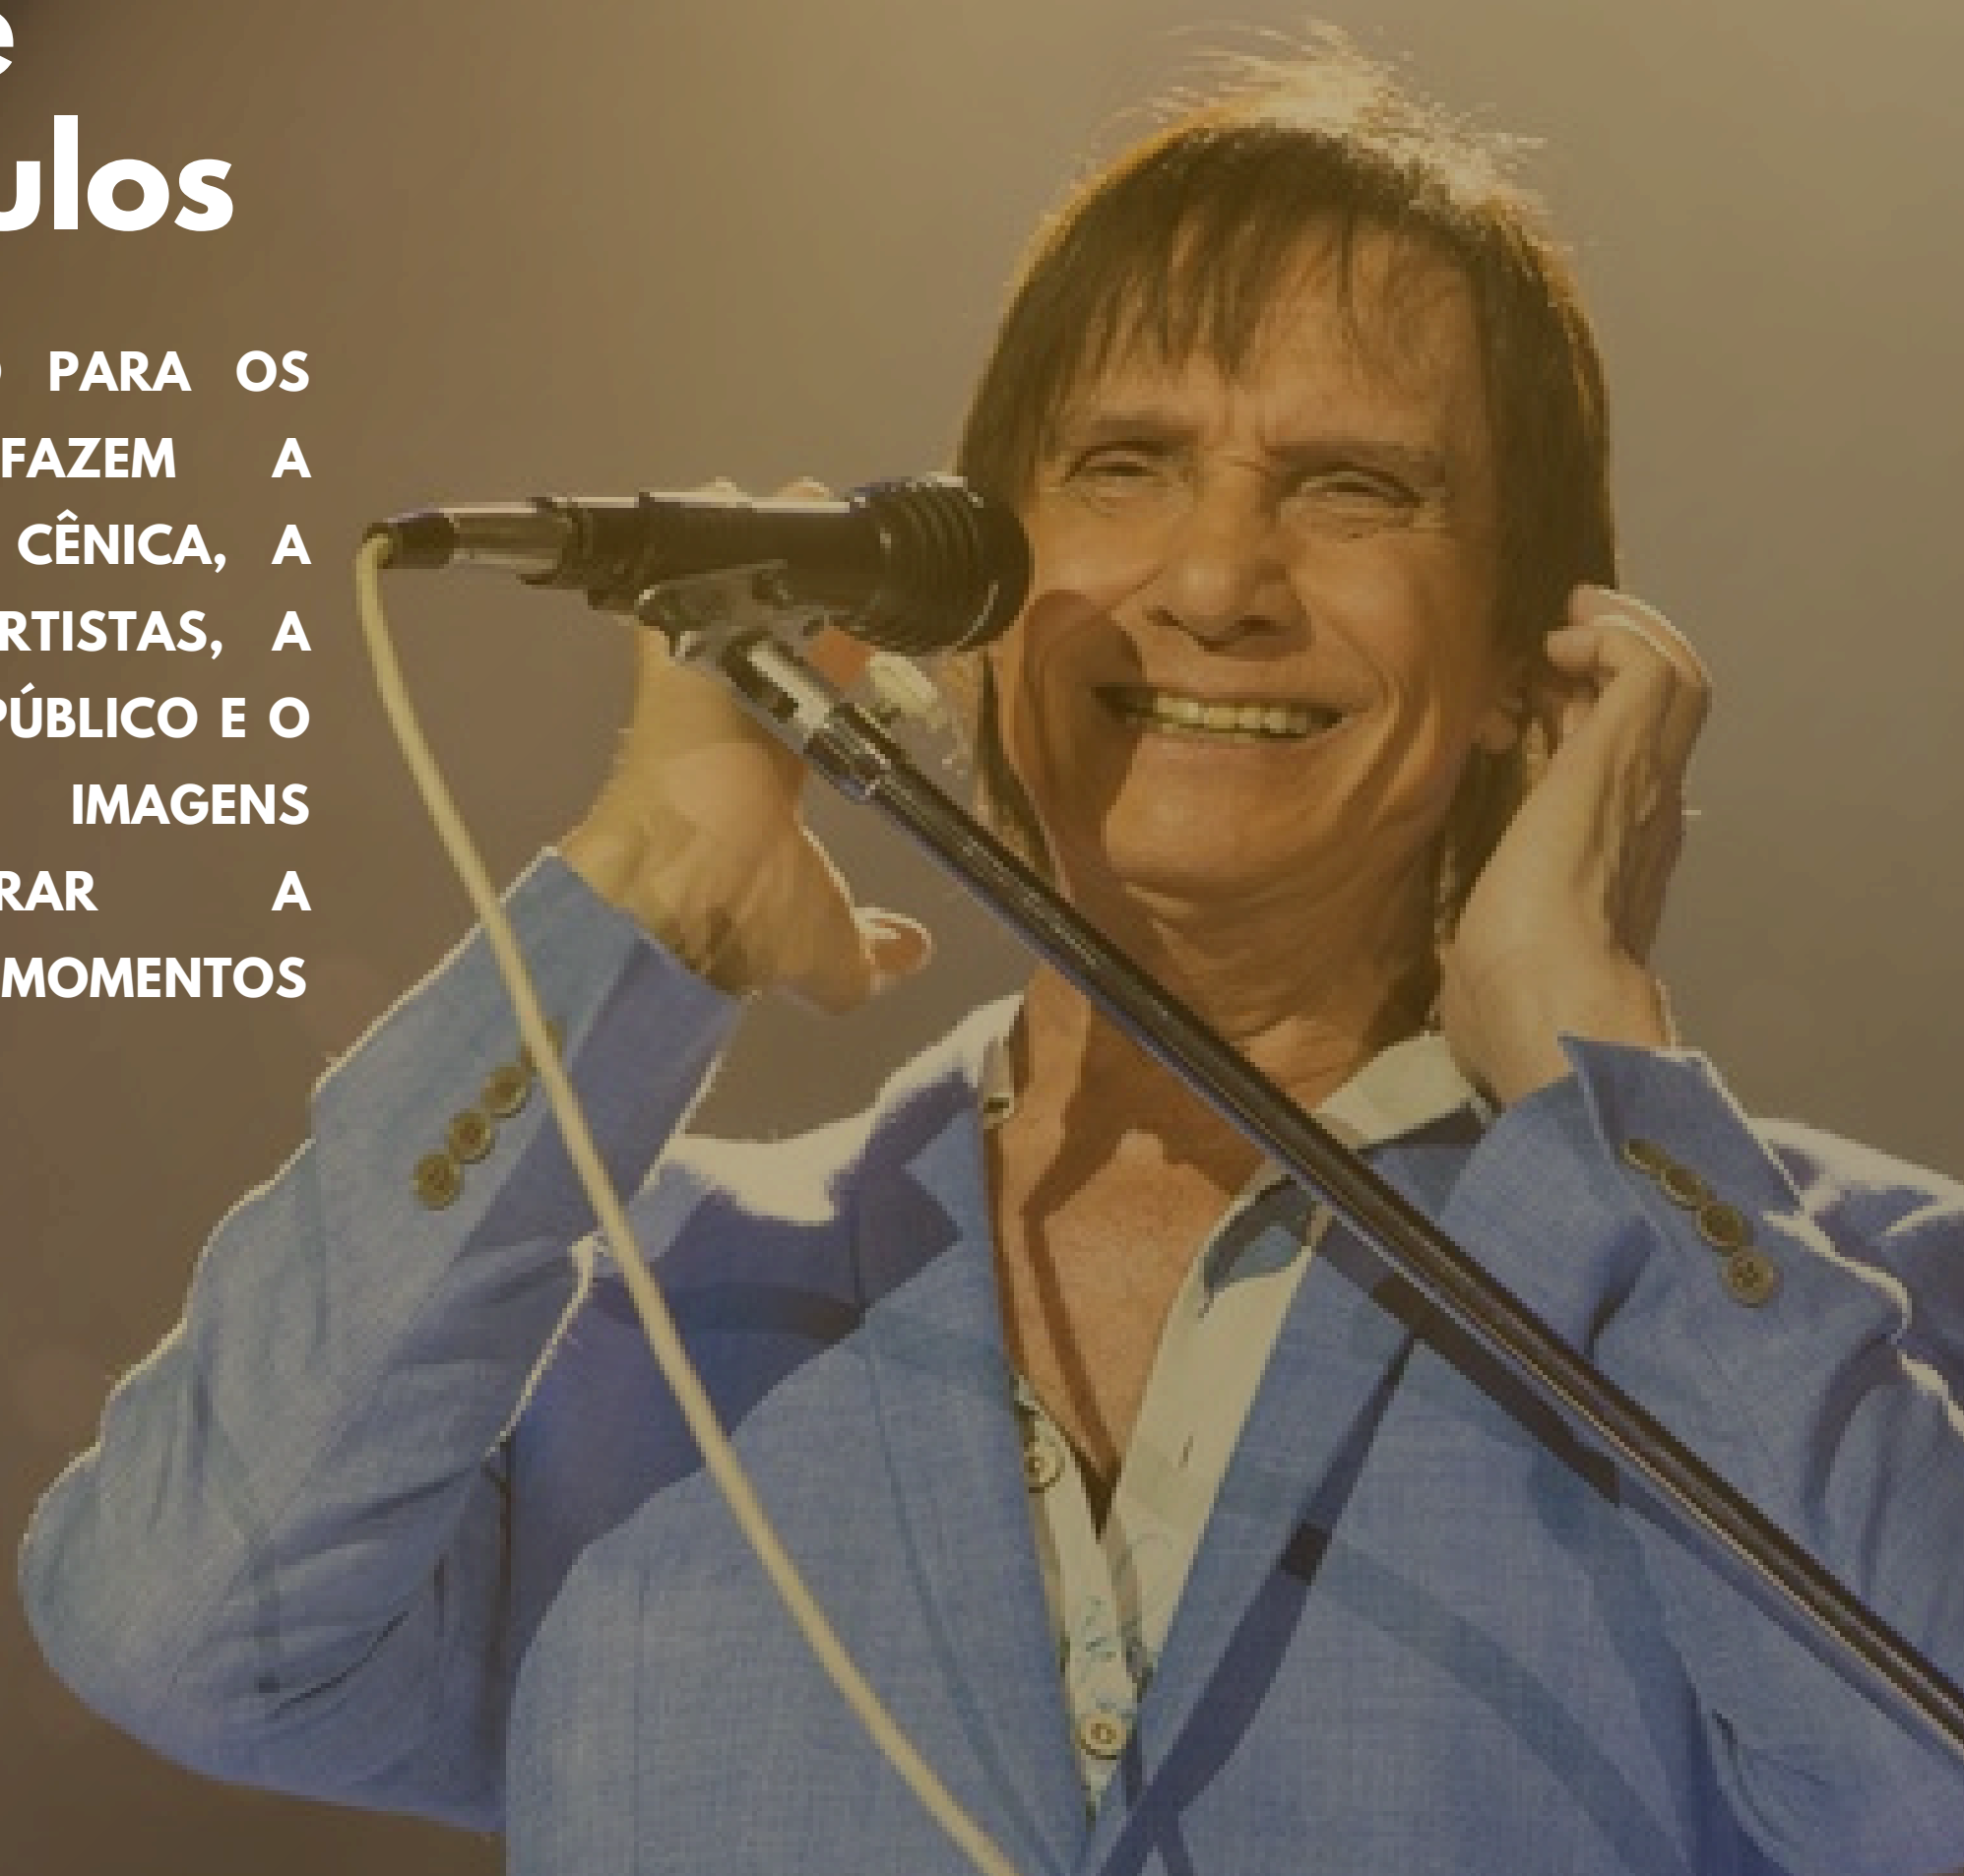 e
ulos
O PARA OS
FAZEM A
CÊNICA, A
RTISTAS, A
PÚBLICO E O
IMAGENS
RAR A
MOMENTOS